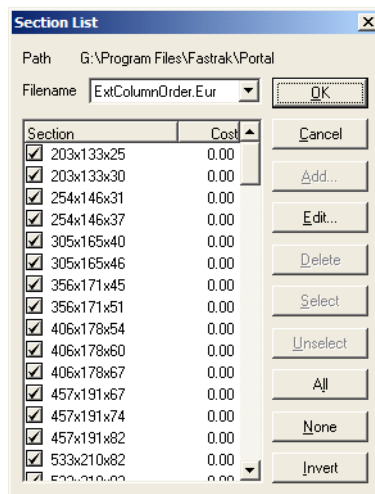 Section List
Path G:\Program Files\Fastrak\Portal
Filename ExtColumnOrder.Eur OK
Section Cost Cancel
203x133x25 0.00
203x133x30 0.00 Add...
254x146x31 0.00
254x146x37 0.00 Edit...
305x165x40 0.00
305x165x46 0.00 Delete
356x171x45 0.00
356x171x51 0.00 Select
406x178x54 0.00
406x178x60 0.00 Unselect
406x178x67 0.00
457x191x67 0.00 All
457x191x74 0.00
457x191x82 0.00 None
533x210x82 0.00
Invert